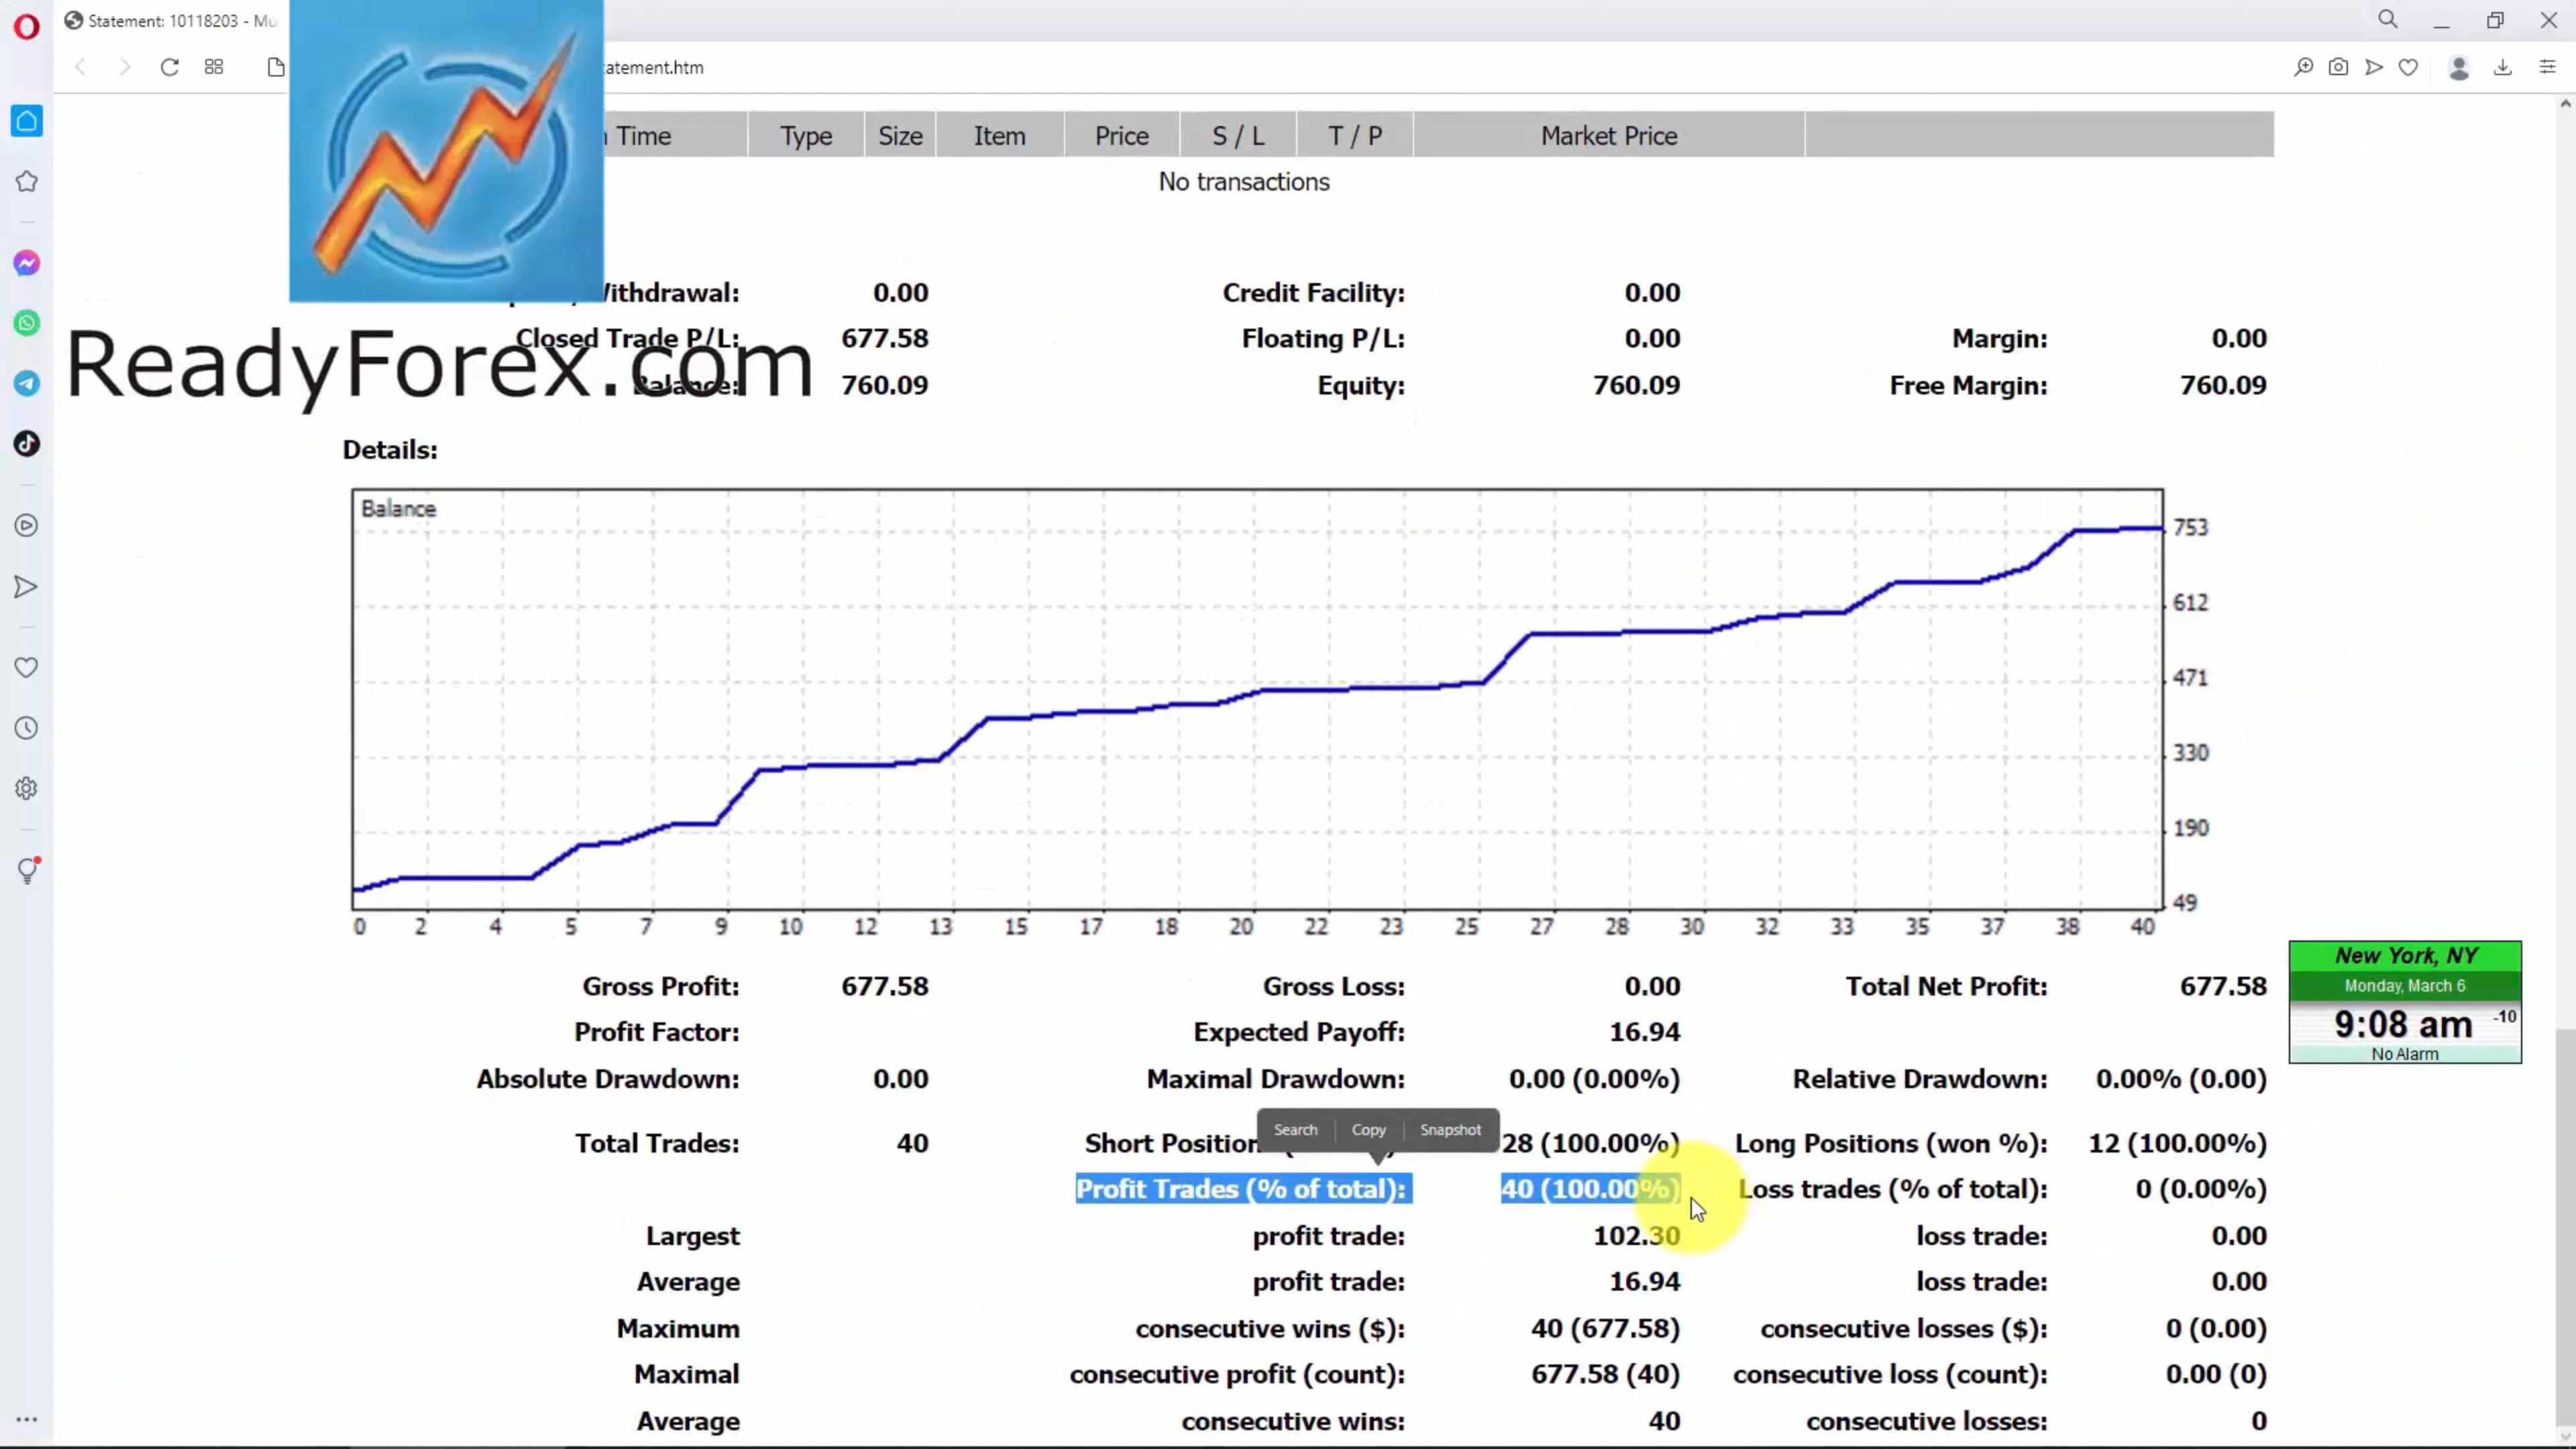 Statement: 10118203 - Mu
atement.htm
Time Type Size Item Price S / L T / P Market Price
No transactions
Withdrawal: 0.00 Credit Facility: 0.00
Closed Trade P/L: 677.58 Floating P/L: 0.00 Margin: 0.00
ReadyForex.com
Balance: 760.09 Equity: 760.09 Free Margin: 760.09
Details:
Balance
753
612
471
330
190
49
0 2 4 5 7 9 10 12 13 15 17 18 20 22 23 25 27 28 30 32 33 35 37 38 40
New York, NY
Monday, March 6
9:08 am -10
No Alarm
Gross Profit: 677.58 Gross Loss: 0.00 Total Net Profit: 677.58
Profit Factor: Expected Payoff: 16.94
Absolute Drawdown: 0.00 Maximal Drawdown: 0.00 (0.00%) Relative Drawdown: 0.00% (0.00)
Search Copy Snapshot
Total Trades: 40 Short Position 28 (100.00%) Long Positions (won %): 12 (100.00%)
Profit Trades (% of total): 40 (100.00%) Loss trades (% of total): 0 (0.00%)
Largest profit trade: 102.30 loss trade: 0.00
Average profit trade: 16.94 loss trade: 0.00
Maximum consecutive wins ($): 40 (677.58) consecutive losses ($): 0 (0.00)
Maximal consecutive profit (count): 677.58 (40) consecutive loss (count): 0.00 (0)
Average consecutive wins: 40 consecutive losses: 0